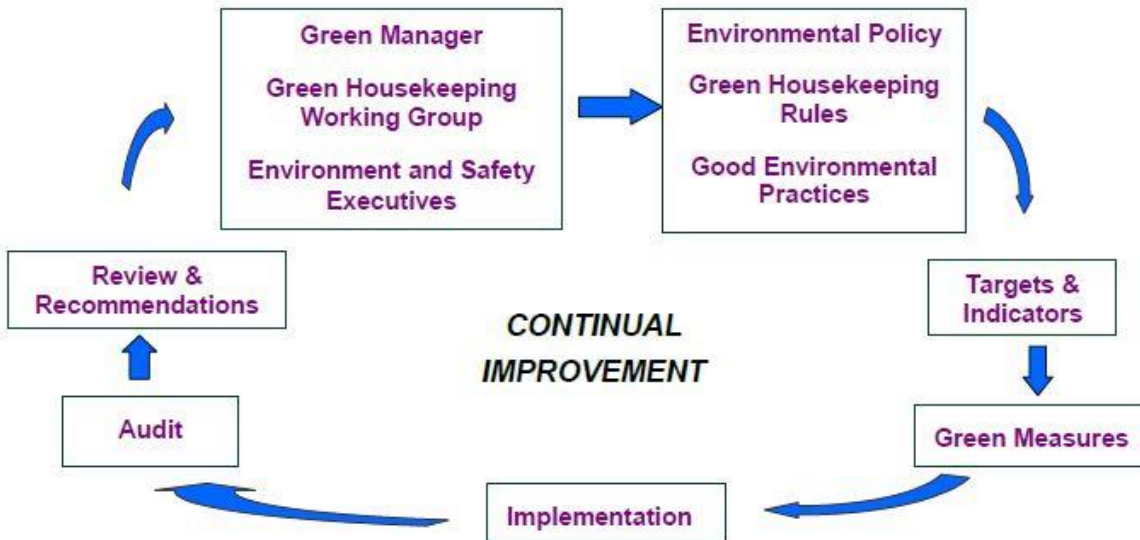 Green Manager
Green Housekeeping
Working Group
Environment and Safety
Executives
Environmental Policy
Green Housekeeping
Rules
Good Environmental
Practices
Targets &
Indicators
Green Measures
Implementation
Audit
Review &
Recommendations
CONTINUAL
IMPROVEMENT